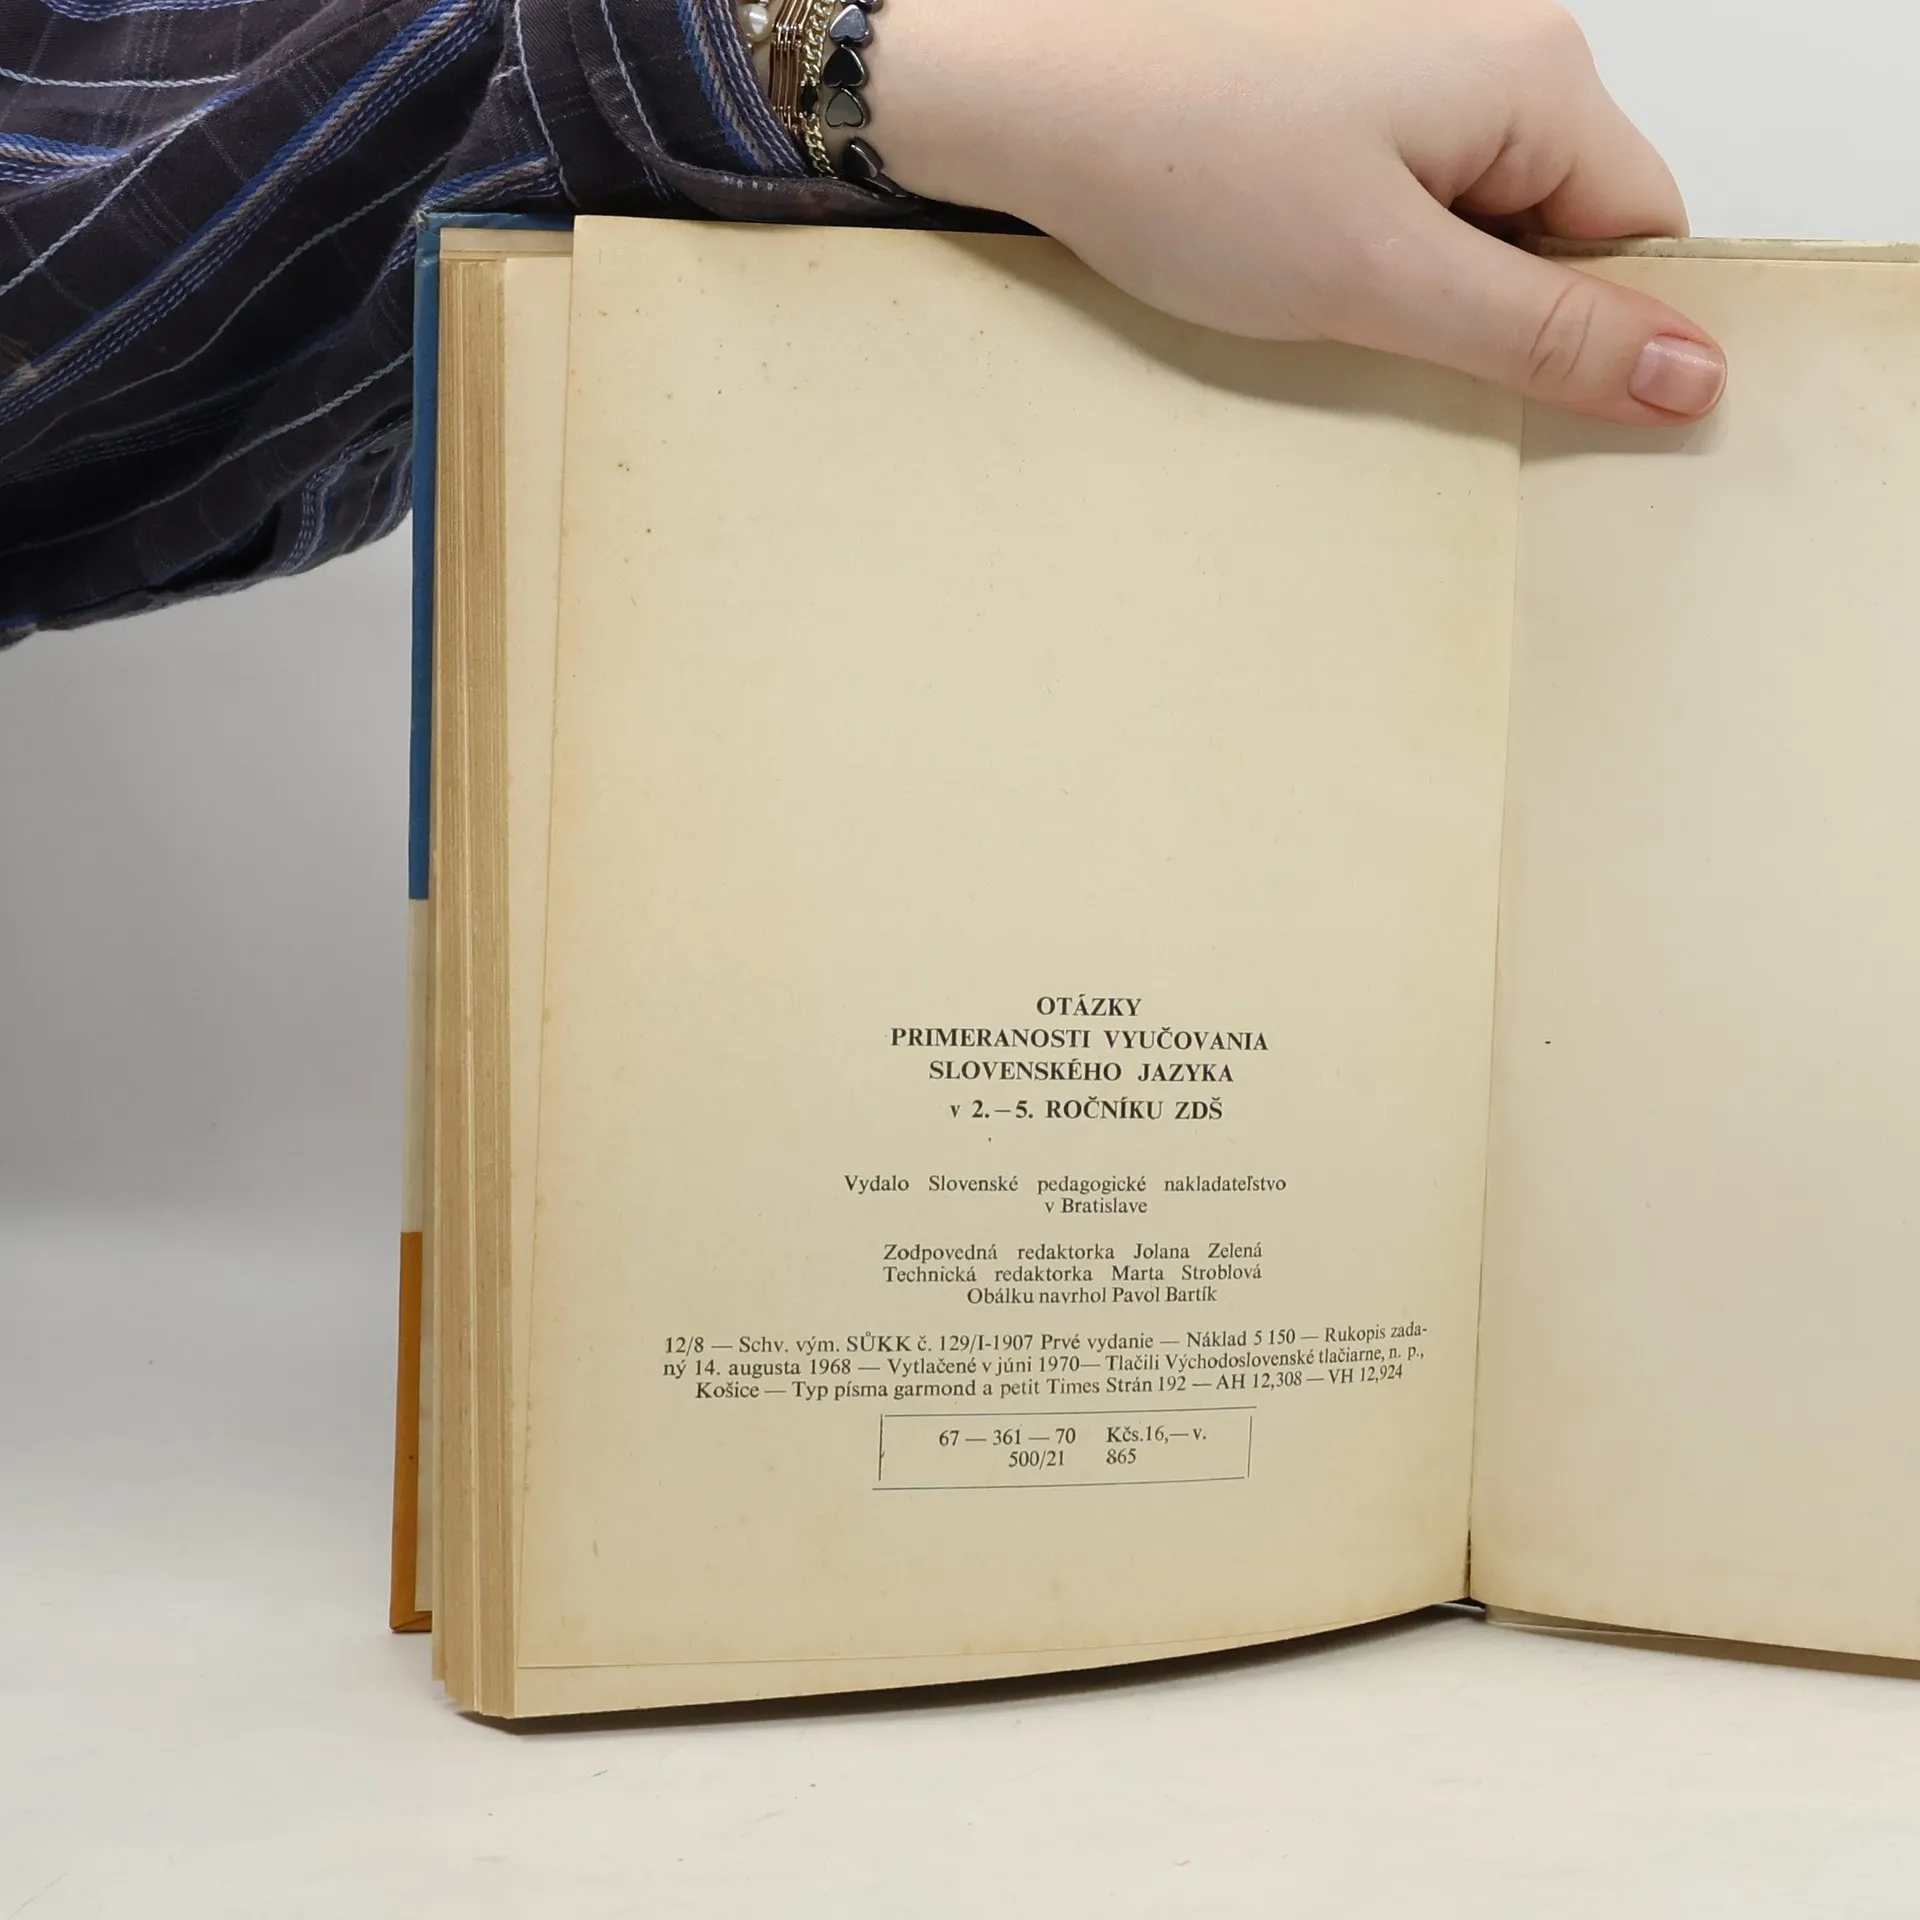 OTÁZKY
PRIMERANOSTI VYUČOVANIA
SLOVENSKÉHO JAZYKA
v 2.—5. ROČNÍKU ZDŠ
Vydalo Slovenské pedagogické nakladateľstvo
v Bratislave
Zodpovedná redaktorka Jolana Zelená
Technická redaktorka Marta Stroblová
Obálku navrhol Pavol Bartík
12/8 — Schv. vým. SŮKK č. 129/I-1907 Prvé vydanie — Náklad 5 150 — Rukopis zada-
ný 14. augusta 1968 — Vytlačené v júni 1970— Tlačili Východoslovenské tlačiarne, n. p.,
Košice — Typ písma garmond a petit Times Strán 192 — AH 12,308 — VH 12,924
67 — 361 — 70 Kčs.16,— v.
500/21 865